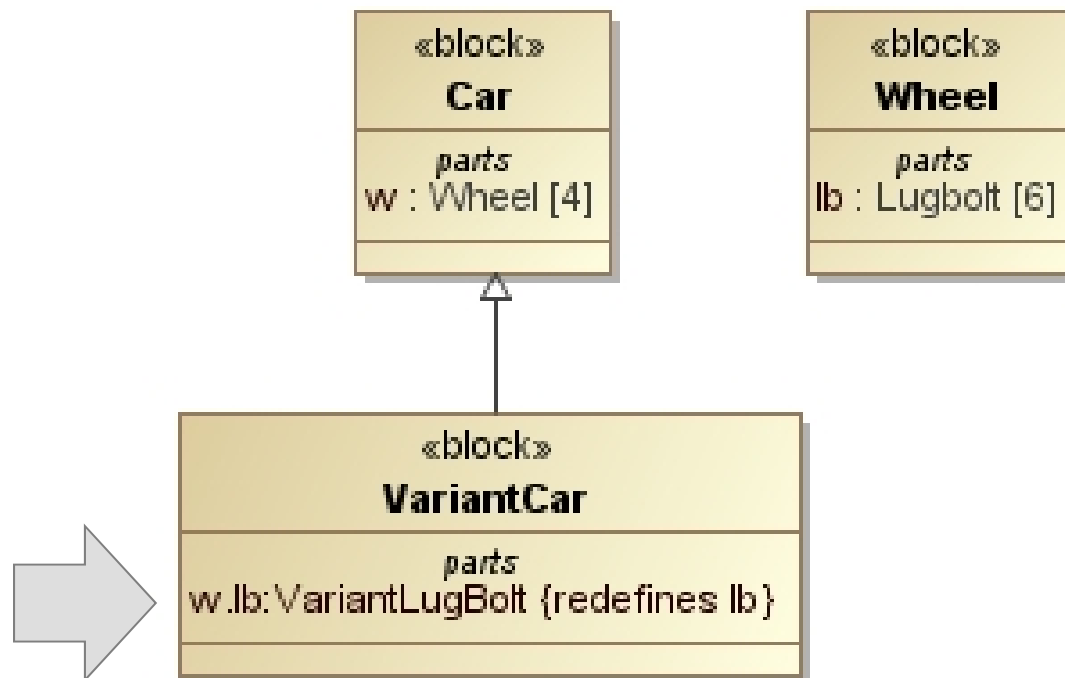 «block»
Car
parts
w : Wheel [4]
«block»
Wheel
parts
lb : Lugbolt [6]
«block»
VariantCar
parts
w.lb:VariantLugBolt {redefines lb}